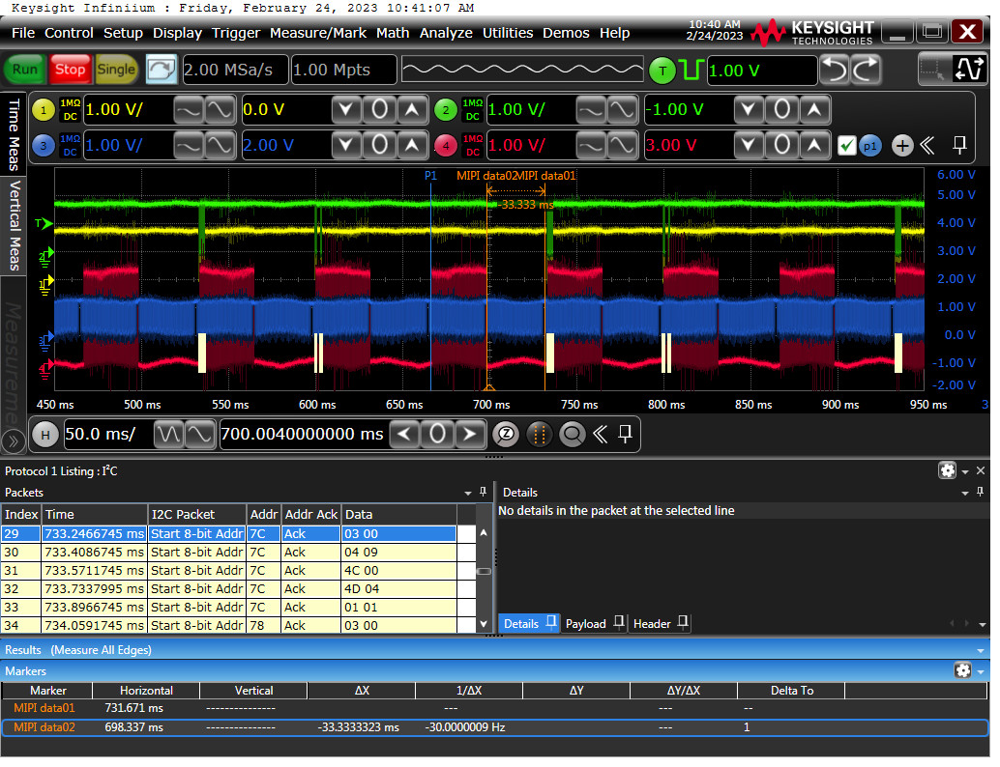 Keysight Infiniium : Friday, February 24, 2023 10:41:07 AM
File Control Setup Display Trigger Measure/Mark Math Analyze Utilities Demos Help
10:40 AM
2/24/2023
KEYSIGHT
TECHNOLOGIES
Run Stop Single 2.00 MSa/s 1.00 Mpts T 1.00 V
1 1MΩ DC 1.00 V/ 0.0 V 2 1MΩ DC 1.00 V/ -1.00 V
3 1MΩ DC 1.00 V/ 2.00 V 4 1MΩ DC 1.00 V/ 3.00 V p1
Time Meas
Vertical Meas
Measureme
P1 MIPI data02 MIPI data01
-33.333 ms
T
2
1
3
4
6.00 V
5.00 V
4.00 V
3.00 V
2.00 V
1.00 V
0.0 V
-1.00 V
-2.00 V
450 ms 500 ms 550 ms 600 ms 650 ms 700 ms 750 ms 800 ms 850 ms 900 ms 950 ms 3
H 50.0 ms/ 700.0040000000 ms 0 Z
Protocol 1 Listing : I²C
Packets
Index Time I2C Packet Addr Addr Ack Data
29 733.2466745 ms Start 8-bit Addr 7C Ack 03 00
30 733.4086745 ms Start 8-bit Addr 7C Ack 04 09
31 733.5711745 ms Start 8-bit Addr 7C Ack 4C 00
32 733.7337995 ms Start 8-bit Addr 7C Ack 4D 04
33 733.8966745 ms Start 8-bit Addr 7C Ack 01 01
34 734.0591745 ms Start 8-bit Addr 78 Ack 03 00
Details
No details in the packet at the selected line
Details Payload Header
Results (Measure All Edges)
Markers
Marker Horizontal Vertical ΔX 1/ΔX ΔY ΔY/ΔX Delta To
MIPI data01 731.671 ms --------------- --- --- --
MIPI data02 698.337 ms --------------- -33.3333323 ms -30.0000009 Hz --- 1